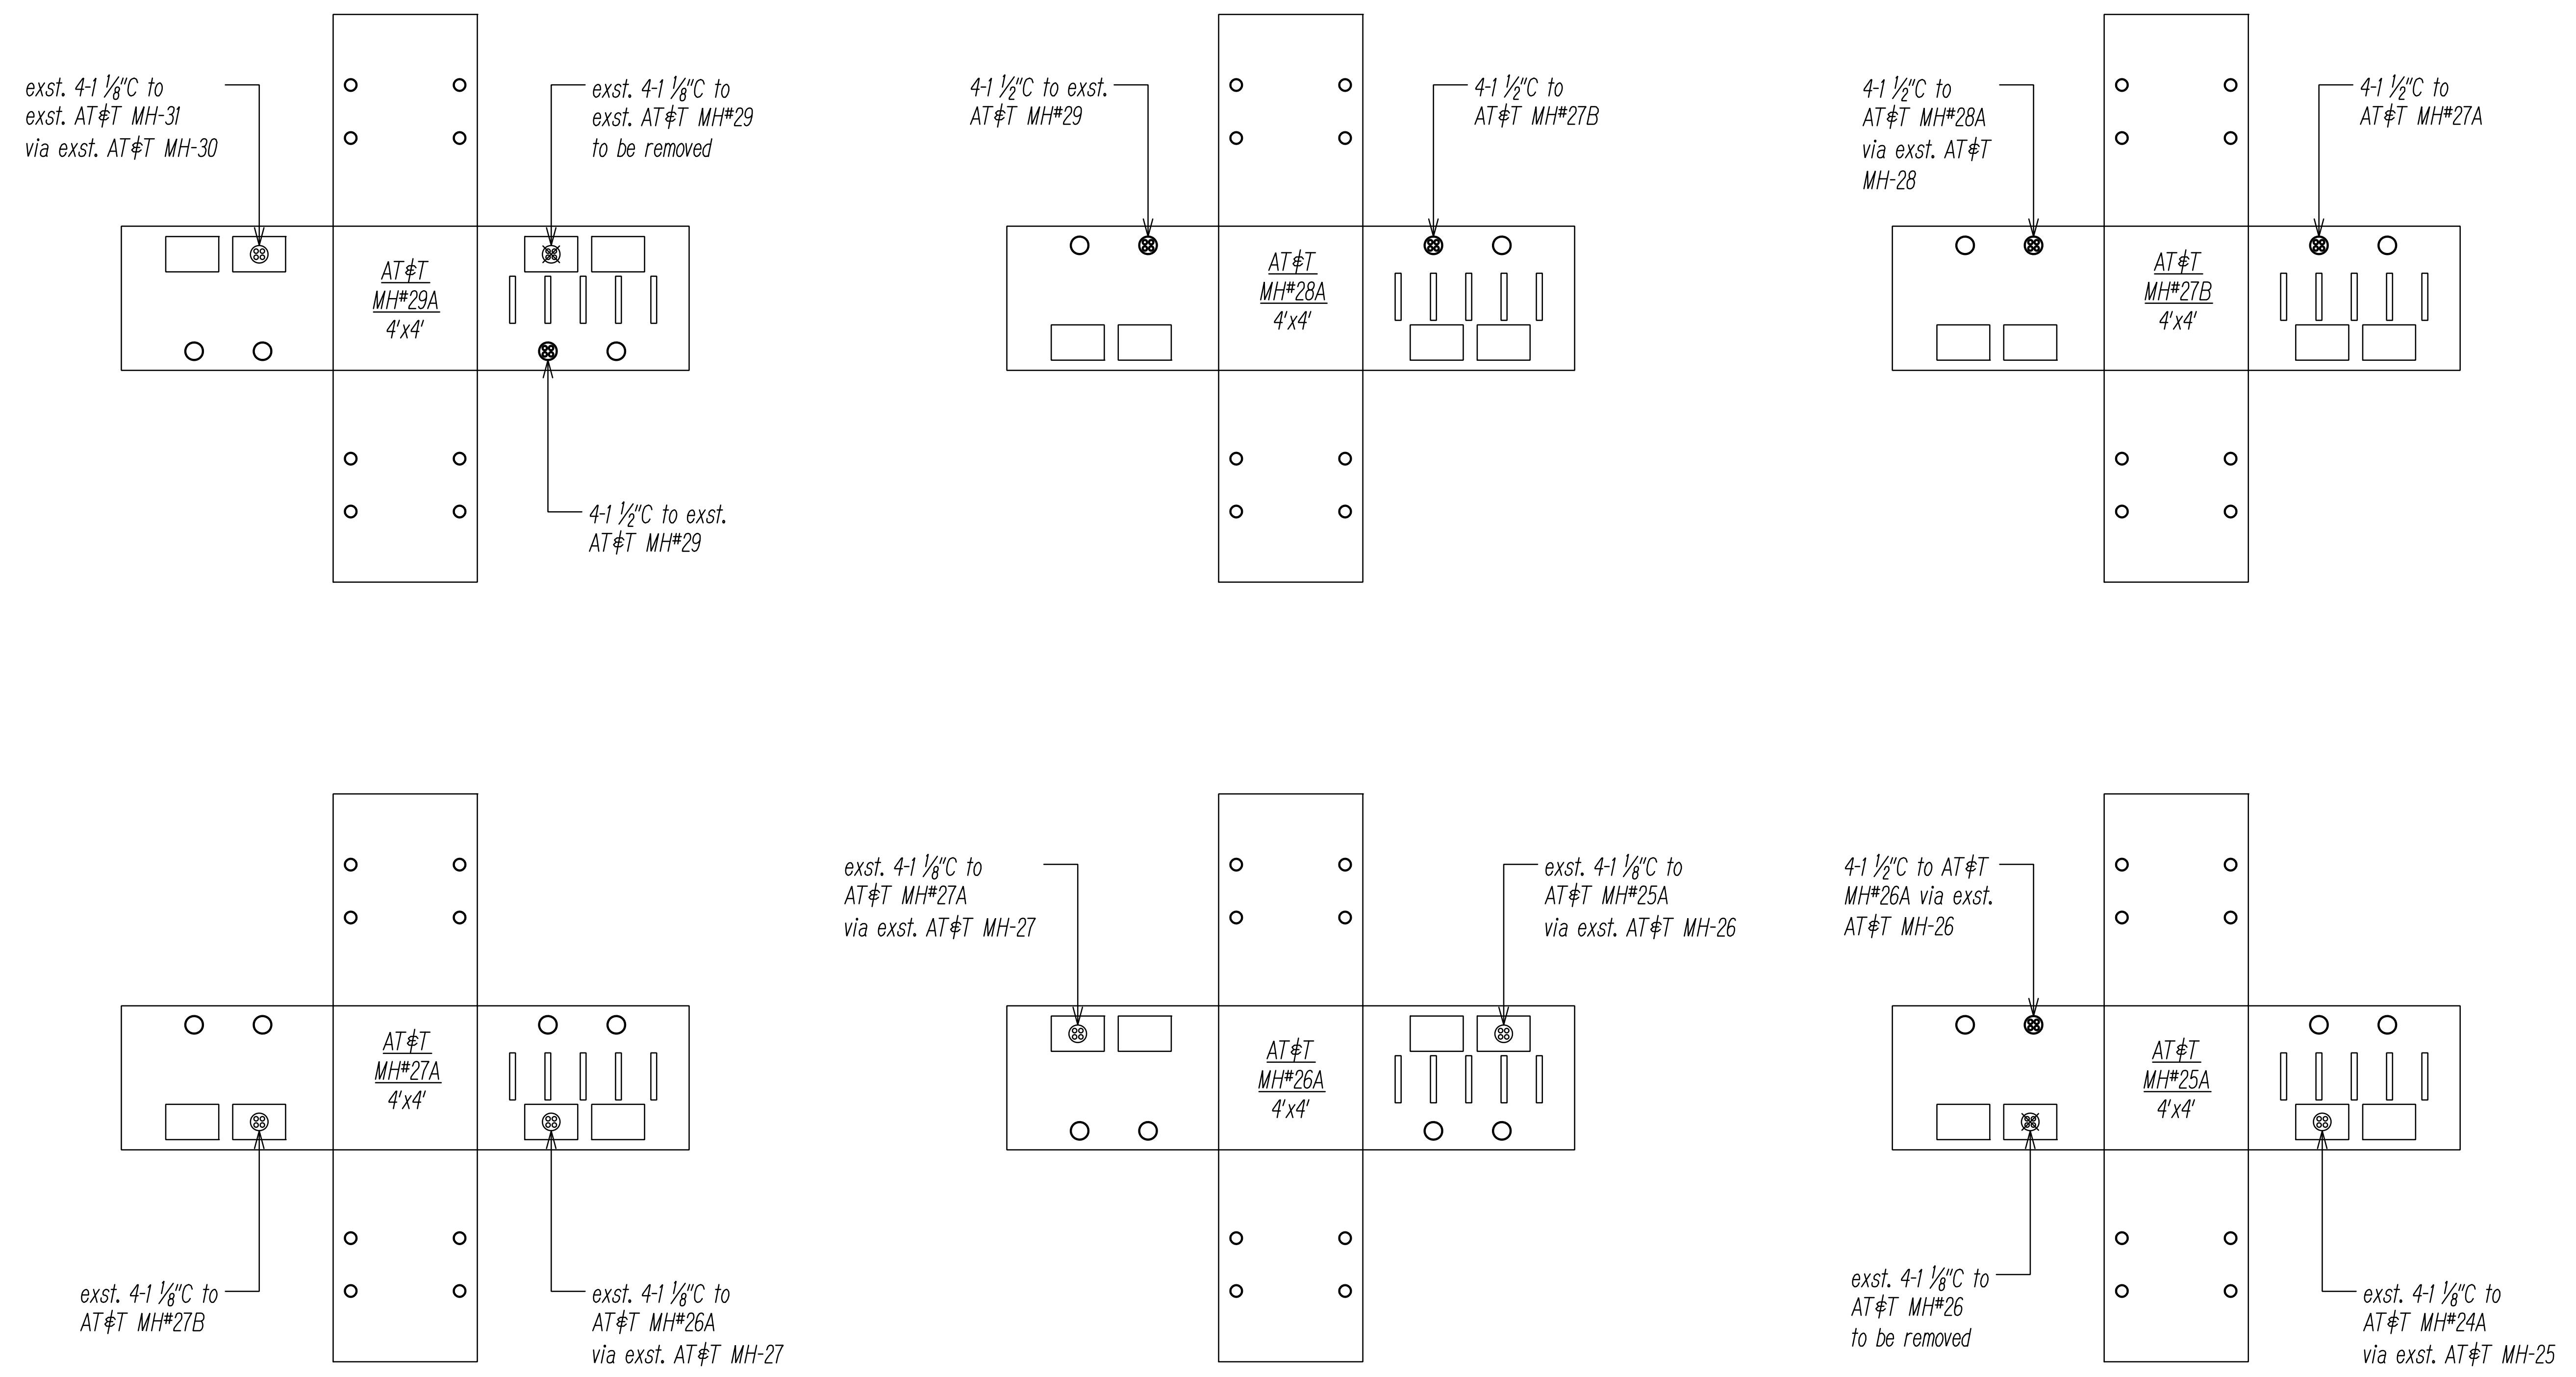 exst. 4-1 1/8"C to
exst. AT&T MH-31
via exst. AT&T MH-30
exst. 4-1 1/8"C to
exst. AT&T MH#29
to be removed
AT&T
MH#29A
4'x4'
4-1 1/2"C to exst.
AT&T MH#29
4-1 1/2"C to exst.
AT&T MH#29
4-1 1/2"C to
AT&T MH#27B
AT&T
MH#28A
4'x4'
4-1 1/2"C to
AT&T MH#28A
via exst. AT&T
MH-28
4-1 1/2"C to
AT&T MH#27A
AT&T
MH#27B
4'x4'
AT&T
MH#27A
4'x4'
exst. 4-1 1/8"C to
AT&T MH#27B
exst. 4-1 1/8"C to
AT&T MH#26A
via exst. AT&T MH-27
exst. 4-1 1/8"C to
AT&T MH#27A
via exst. AT&T MH-27
exst. 4-1 1/8"C to
AT&T MH#25A
via exst. AT&T MH-26
AT&T
MH#26A
4'x4'
4-1 1/2"C to AT&T
MH#26A via exst.
AT&T MH-26
AT&T
MH#25A
4'x4'
exst. 4-1 1/8"C to
AT&T MH#26
to be removed
exst. 4-1 1/8"C to
AT&T MH#24A
via exst. AT&T MH-25